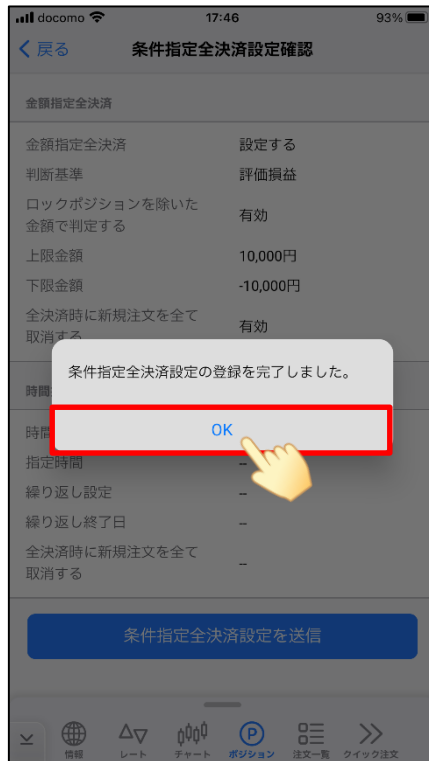 docomo 17:46 93%
戻る 条件指定全決済設定確認
金額指定全決済
金額指定全決済 設定する
判断基準 評価損益
ロックポジションを除いた
金額で判定する 有効
上限金額 10,000円
下限金額 -10,000円
全決済時に新規注文を全て
取消する 有効
条件指定全決済設定の登録を完了しました。
時間
OK
時間
指定時間 –
繰り返し設定 –
繰り返し終了日 –
全決済時に新規注文を全て
取消する –
条件指定全決済設定を送信
情報 レート チャート ポジション 注文一覧 クイック注文